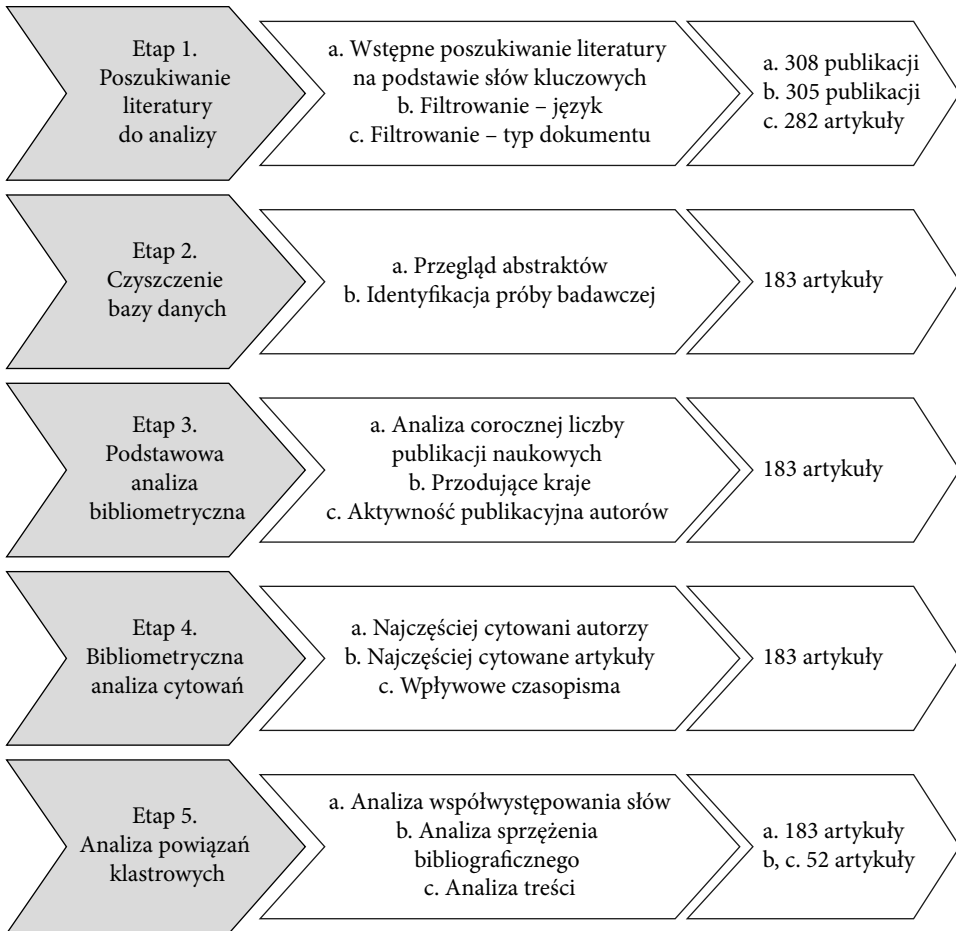 Etap 1.
Poszukiwanie
literatury
do analizy
a. Wstępne poszukiwanie literatury
na podstawie słów kluczowych
b. Filtrowanie – język
c. Filtrowanie – typ dokumentu
a. 308 publikacji
b. 305 publikacji
c. 282 artykuły
Etap 2.
Czyszczenie
bazy danych
a. Przegląd abstraktów
b. Identyfikacja próby badawczej
183 artykuły
Etap 3.
Podstawowa
analiza
bibliometryczna
a. Analiza corocznej liczby
publikacji naukowych
b. Przodujące kraje
c. Aktywność publikacyjna autorów
183 artykuły
Etap 4.
Bibliometryczna
analiza cytowań
a. Najczęściej cytowani autorzy
b. Najczęściej cytowane artykuły
c. Wpływowe czasopisma
183 artykuły
Etap 5.
Analiza powiązań
klastrowych
a. Analiza współwystępowania słów
b. Analiza sprzężenia
bibliograficznego
c. Analiza treści
a. 183 artykuły
b, c. 52 artykuły